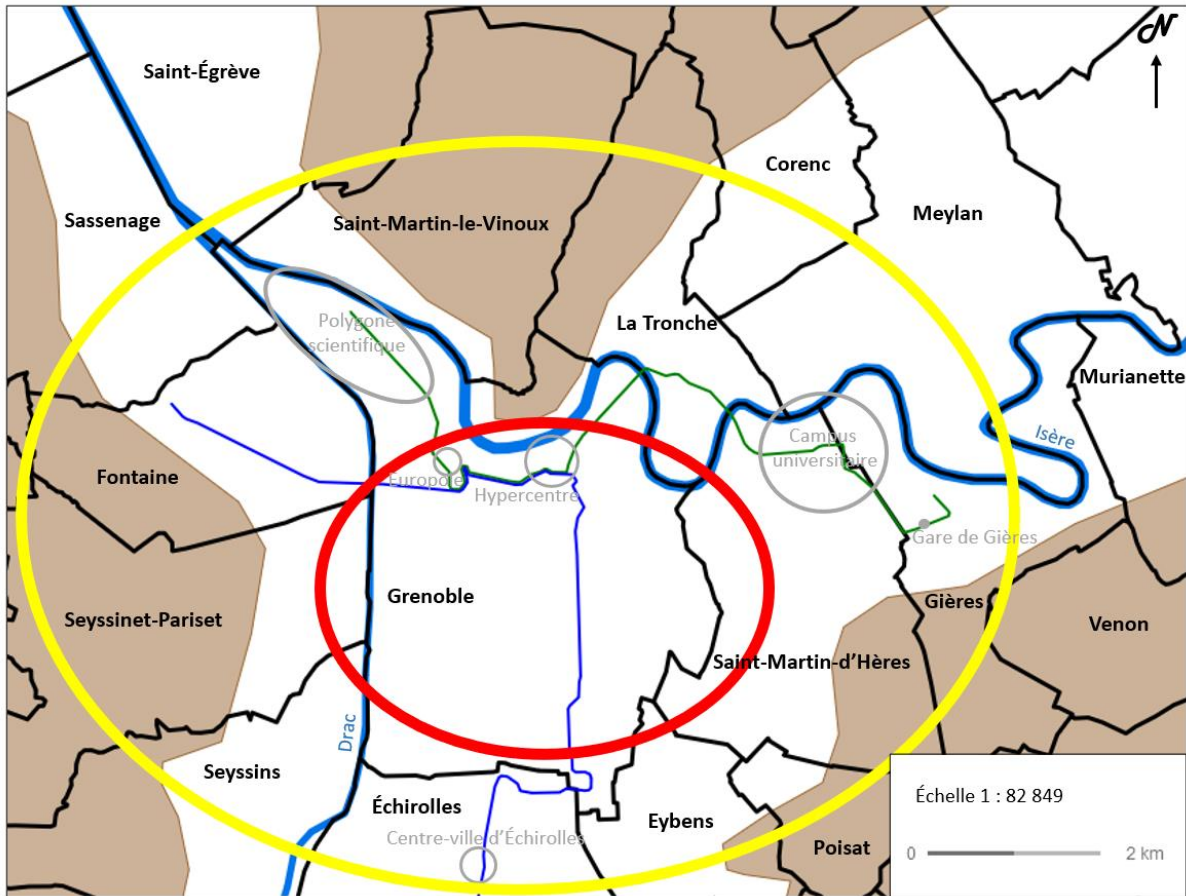 N
Saint-Égrève
Corenc
Meylan
Sassenage
Saint-Martin-le-Vinoux
Polygone
scientifique
La Tronche
Murianette
Isère
Campus
universitaire
Fontaine
Europole
Hypercentre
Gare de Gières
Grenoble
Gières
Seyssinet-Pariset
Venon
Saint-Martin-d’Hères
Drac
Seyssins
Échirolles
Eybens
Centre-ville d’Échirolles
Poisat
Échelle 1 : 82 849
0 2 km